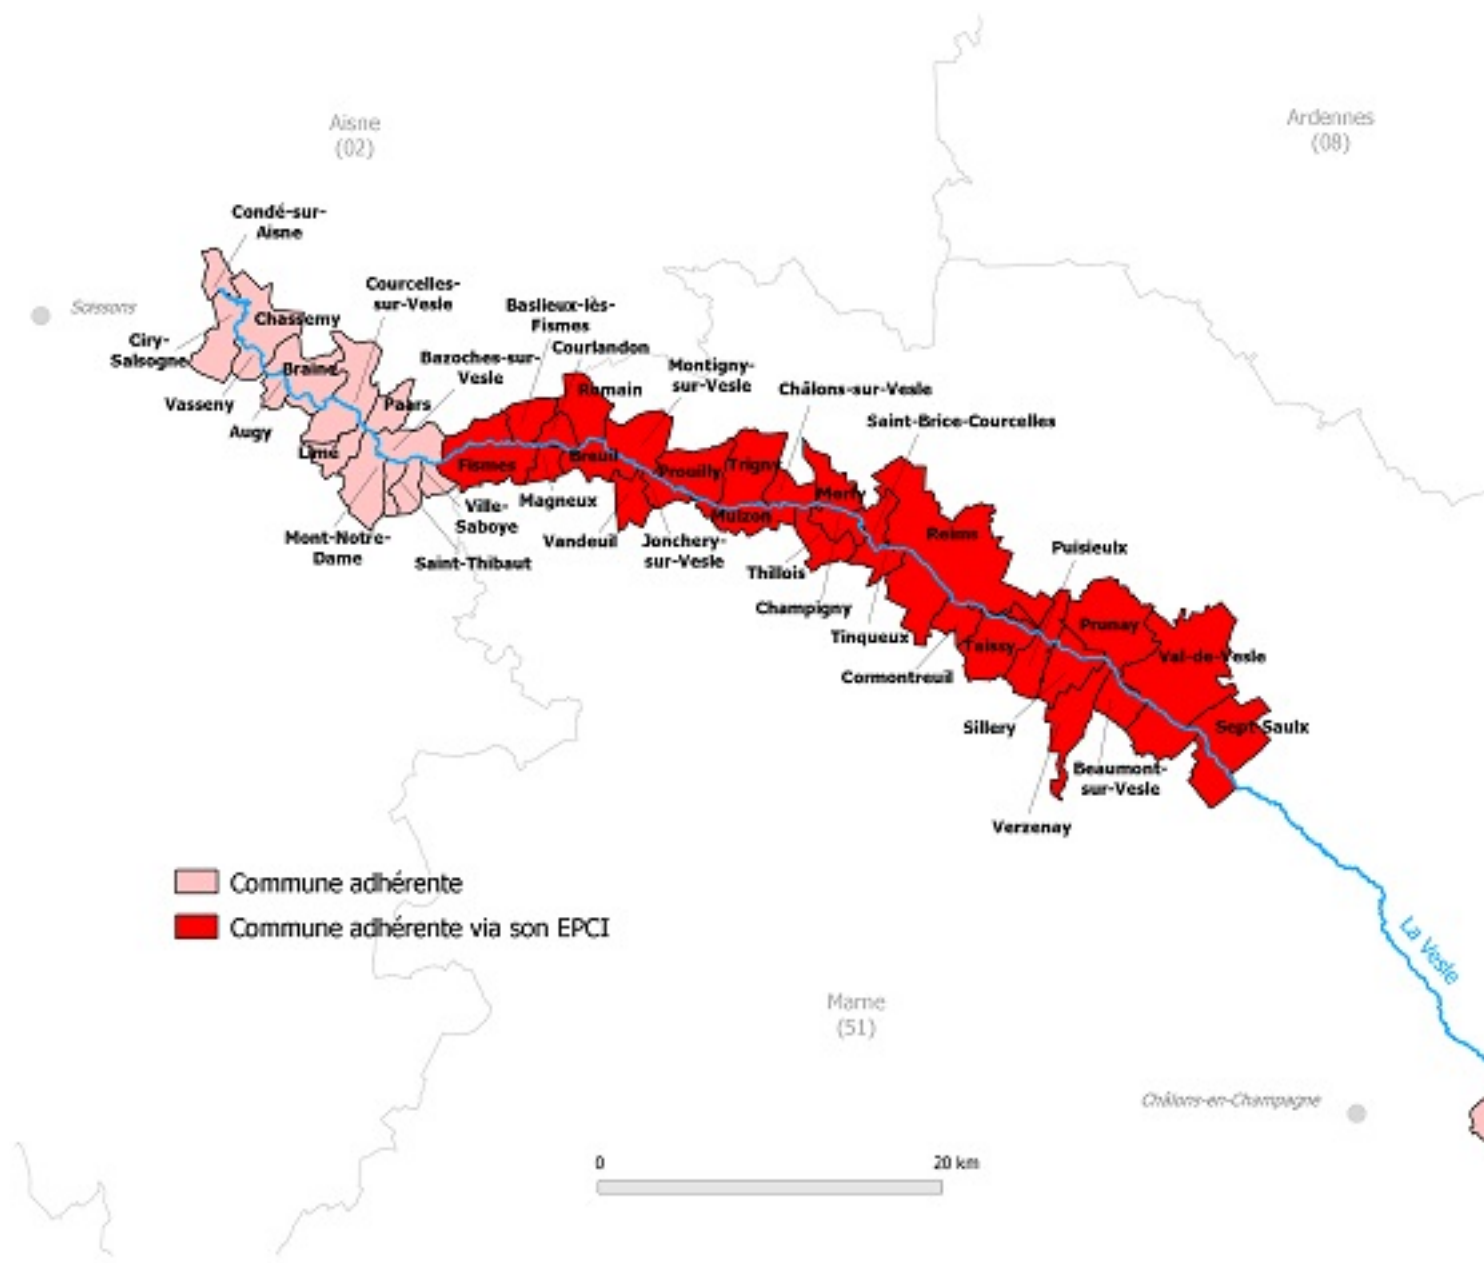 Aisne
(02)
Ardennes
(08)
Condé-sur-
Aisne
Courcelles-
sur-Vesle
Soissons
Chassemy
Baslieux-lès-
Fismes
Ciry-
Salsogne
Courlandon
Bazoches-sur-
Vesle
Braine
Montigny-
sur-Vesle
Romain
Châlons-sur-Vesle
Vasseny
Paars
Saint-Brice-Courcelles
Augy
Limé
Fismes
Breuil
Prouilly
Trigny
Merfy
Magneux
Ville-
Saboye
Muizon
Reims
Mont-Notre-
Dame
Vandeuil
Jonchery-
sur-Vesle
Saint-Thibaut
Puisieulx
Thillois
Champigny
Tinqueux
Prunay
Taissy
Val-de-Vesle
Cormontreuil
Sillery
Sept-Saulx
Beaumont-
sur-Vesle
Verzenay
Commune adhérente
Commune adhérente via son EPCI
La Vesle
Marne
(51)
Châlons-en-Champagne
0 20 km